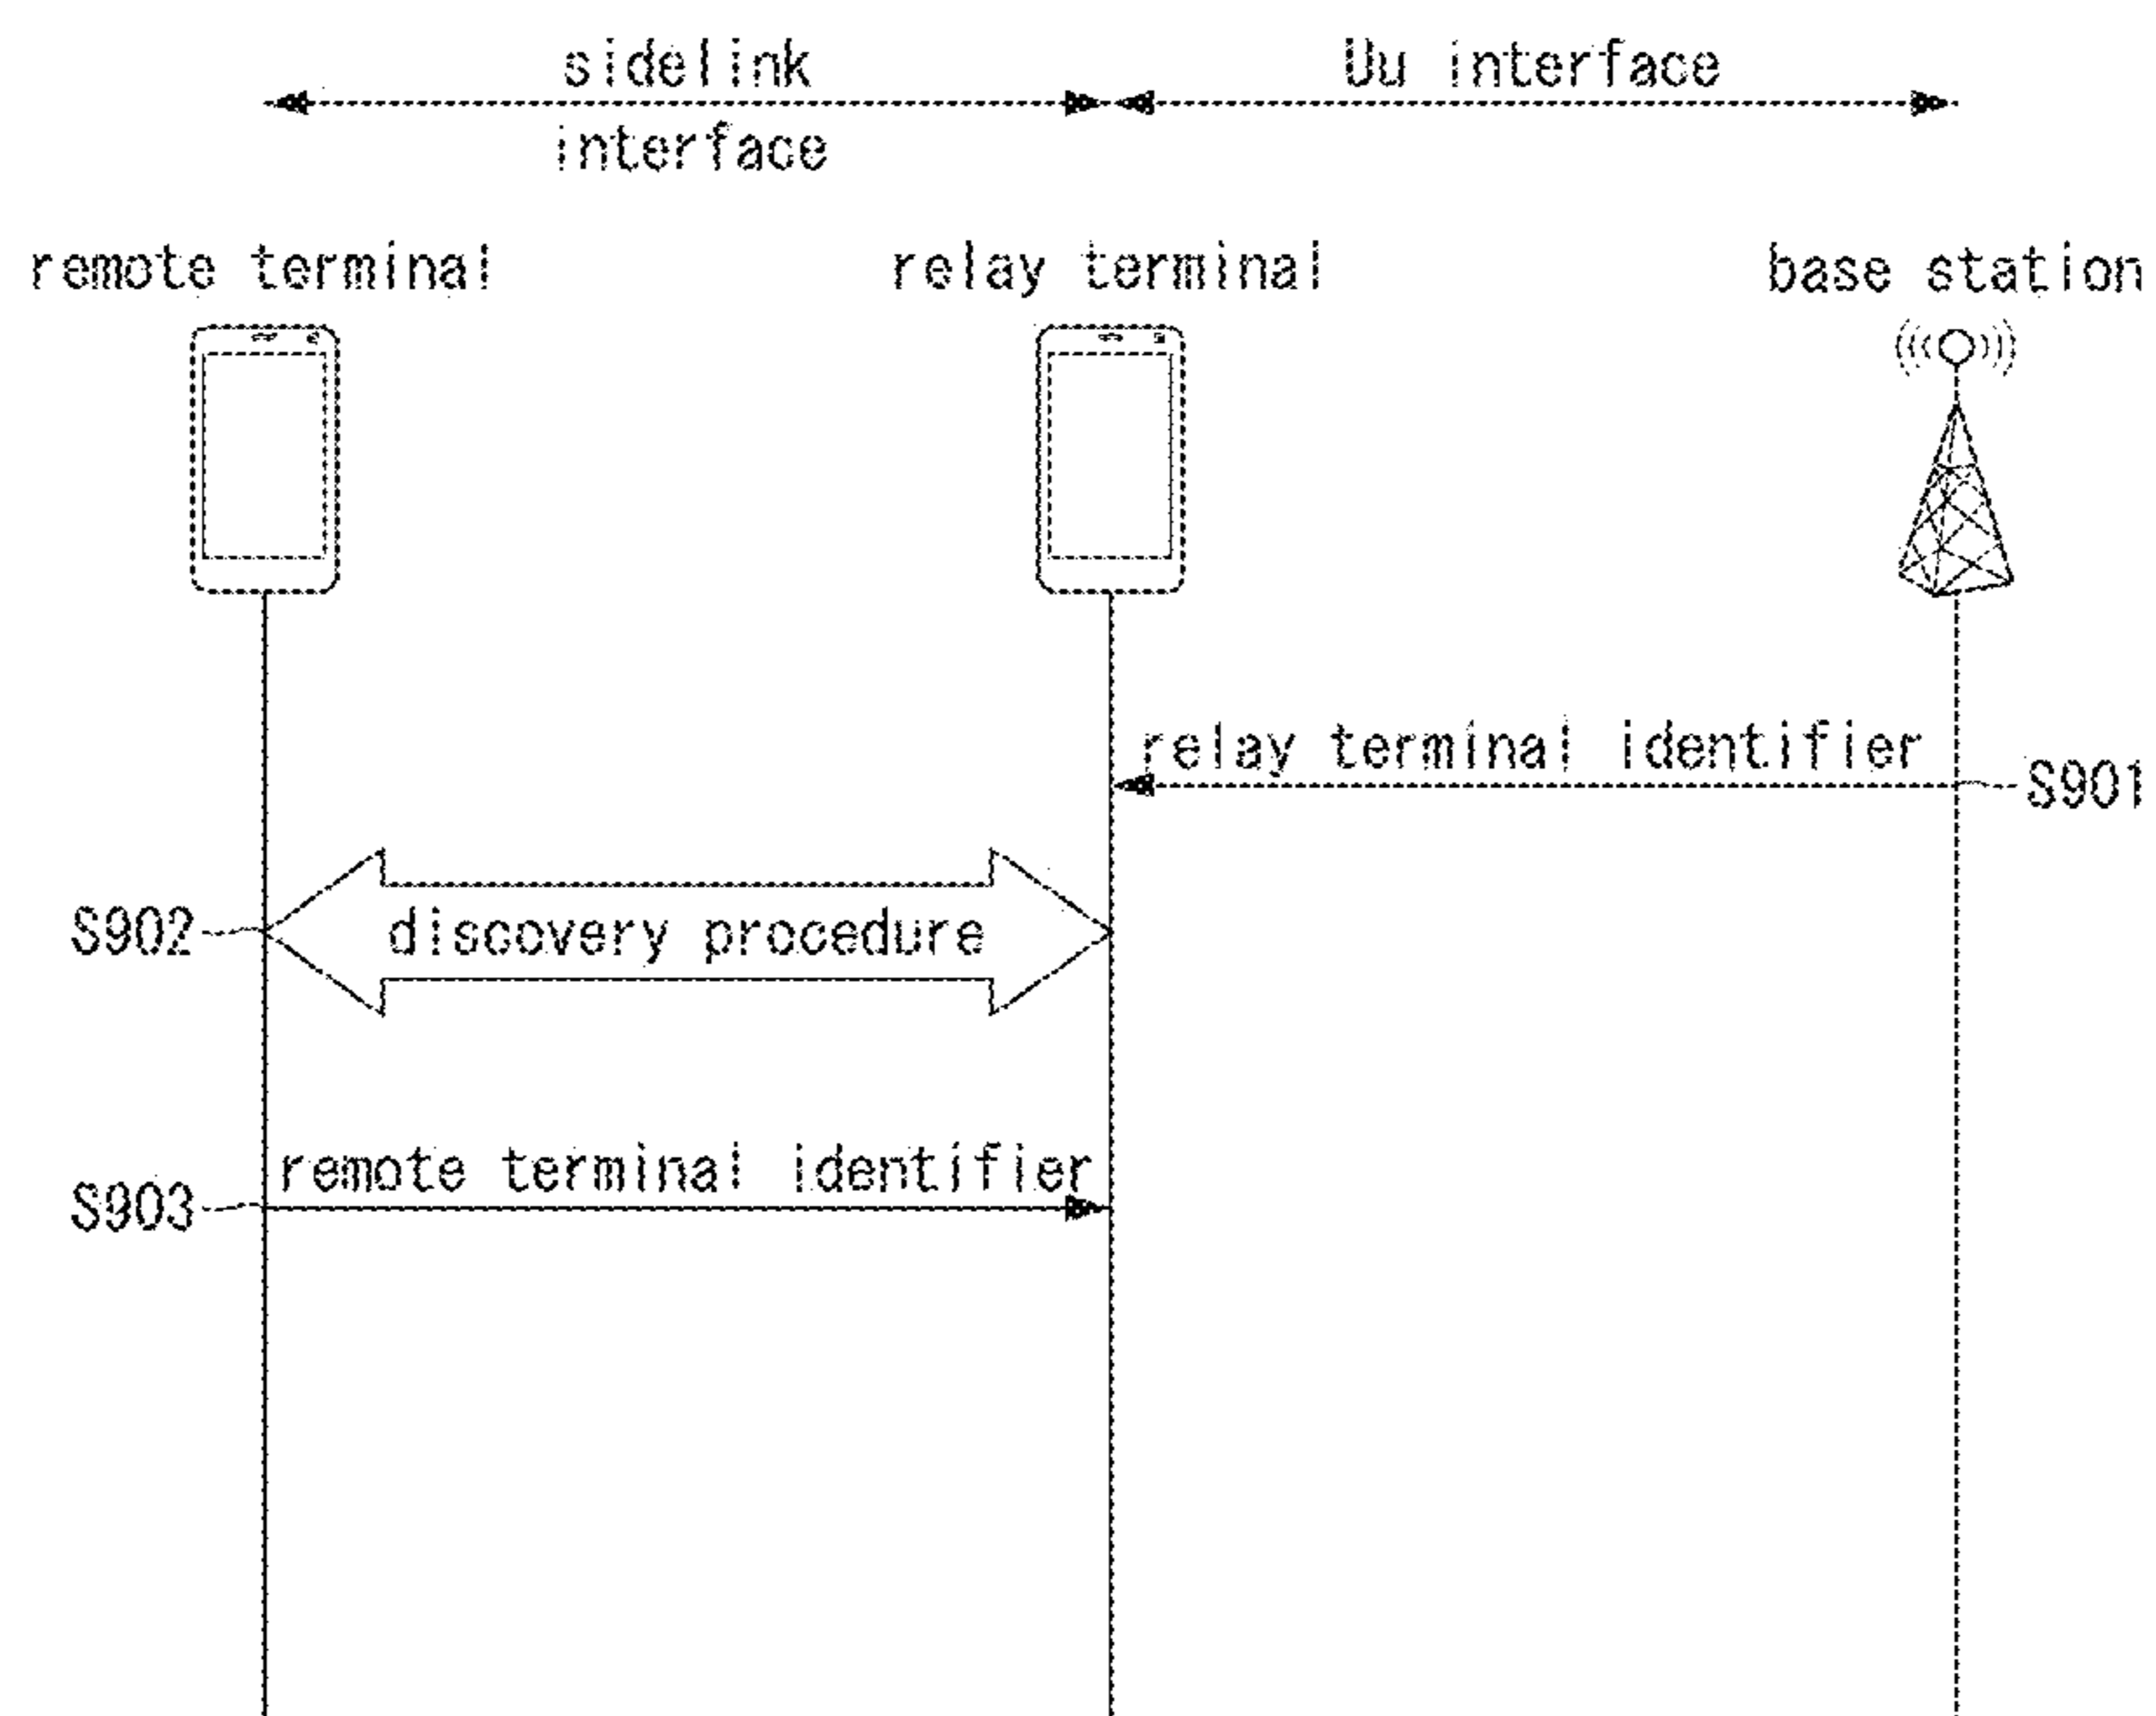 sidelink
interface
Uu interface
remote terminal
relay terminal
base station
relay terminal identifier
S901
S902
discovery procedure
remote terminal identifier
S903